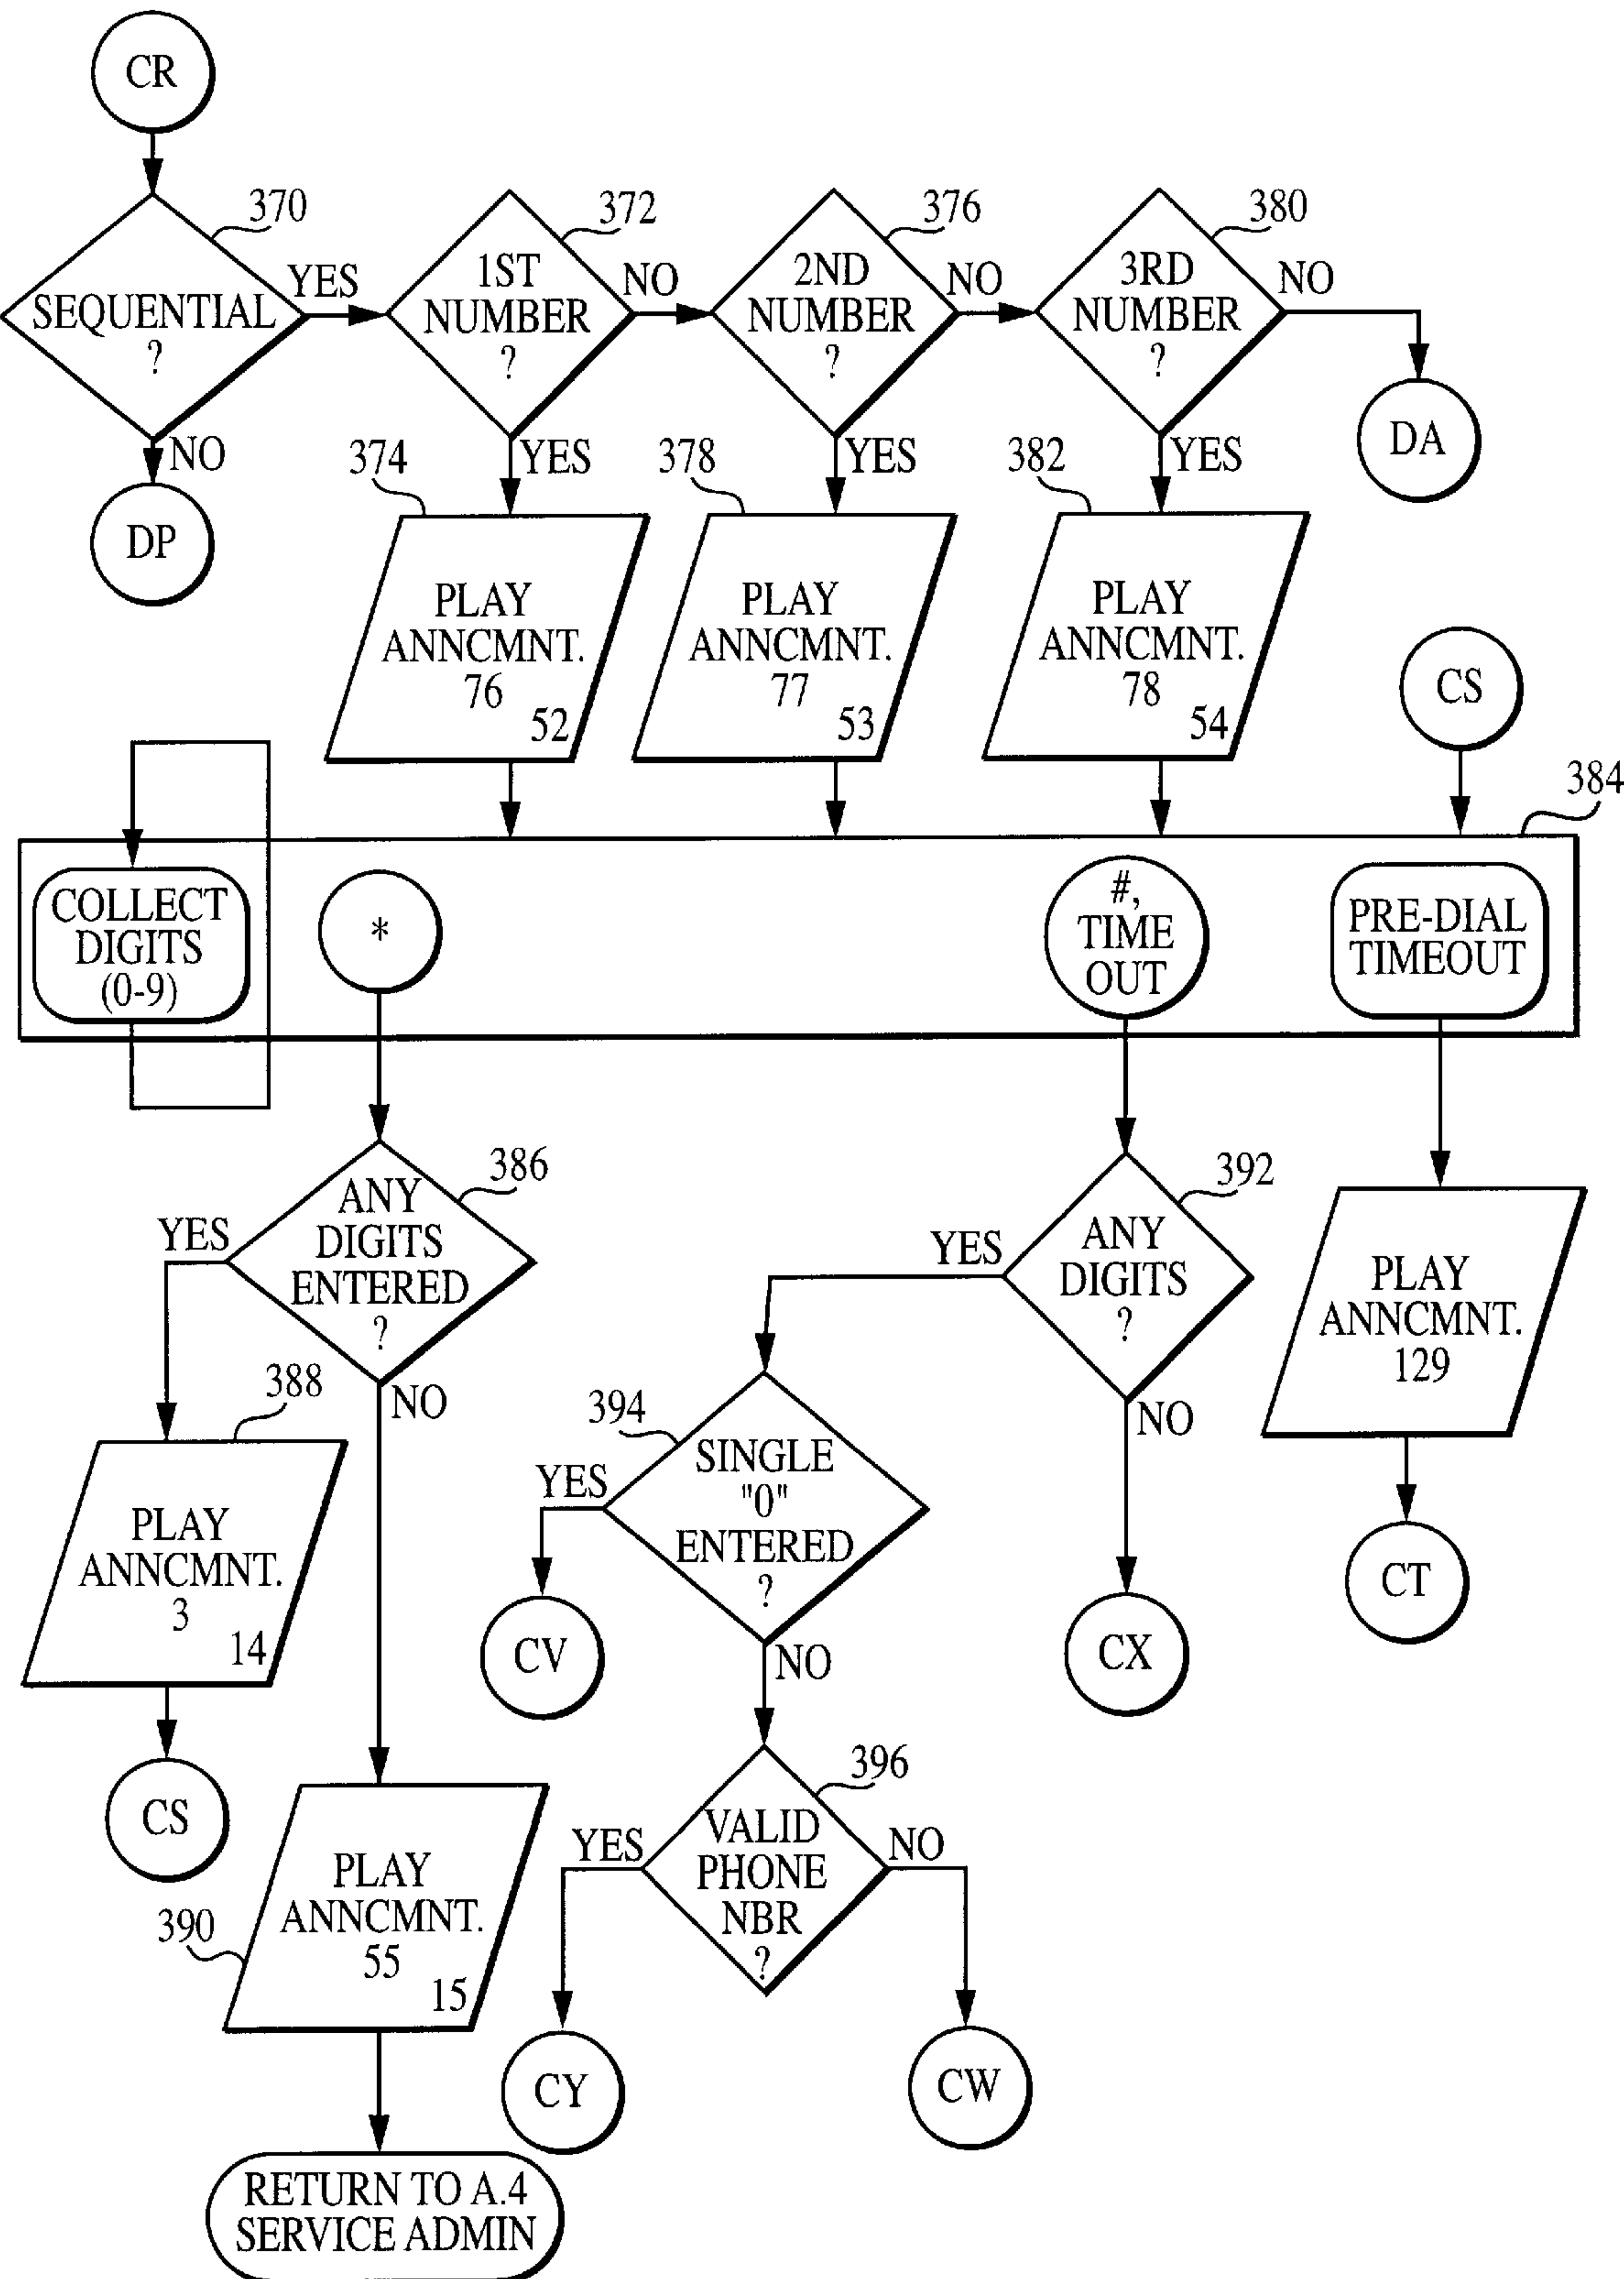 CR
370
372
376
380
SEQUENTIAL
?
YES
1ST
NUMBER
?
NO
2ND
NUMBER
?
NO
3RD
NUMBER
?
NO
DA
NO
DP
374
YES
378
YES
382
YES
PLAY
ANNCMNT.
76
52
PLAY
ANNCMNT.
77
53
PLAY
ANNCMNT.
78
54
CS
384
COLLECT
DIGITS
(0-9)
*
#,
TIME
OUT
PRE-DIAL
TIMEOUT
386
ANY
DIGITS
ENTERED
?
YES
NO
392
ANY
DIGITS
?
YES
NO
PLAY
ANNCMNT.
129
CT
388
PLAY
ANNCMNT.
3
14
CS
394
SINGLE
"0"
ENTERED
?
YES
NO
CV
CX
390
PLAY
ANNCMNT.
55
15
396
VALID
PHONE
NBR
?
YES
NO
CY
CW
RETURN TO A.4
SERVICE ADMIN